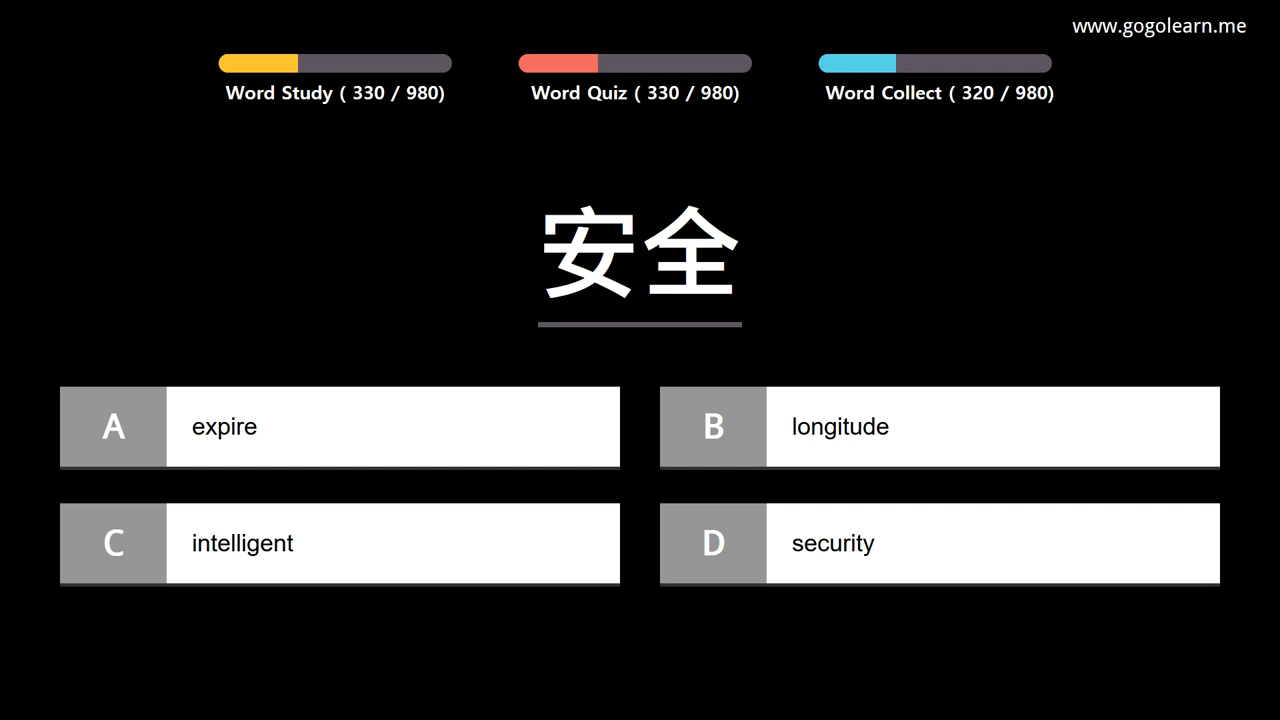 www.gogolearn.me
Word Study ( 330 / 980)
Word Quiz ( 330 / 980)
Word Collect ( 320 / 980)
安全
A expire
B longitude
C intelligent
D security